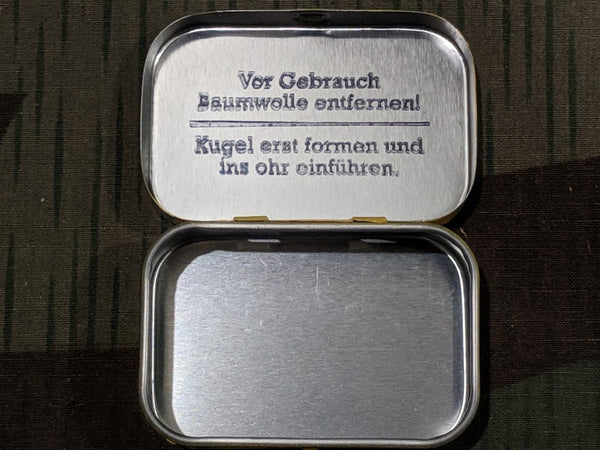 Vor Gebrauch
Baumwolle entfernen!
Kugel erst formen und
ins ohr einführen.